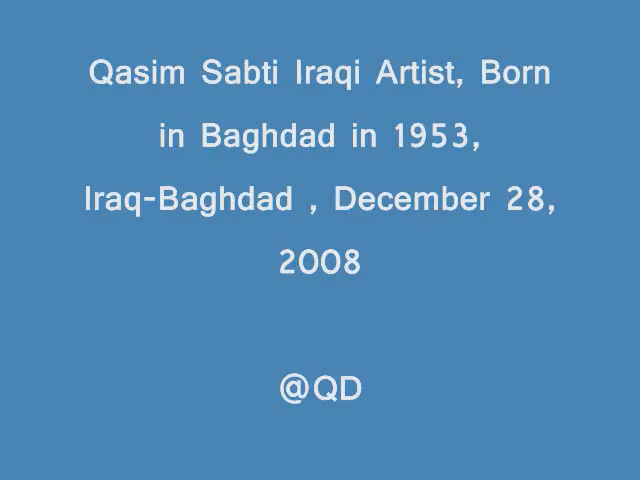 Qasim Sabti Iraqi Artist, Born
in Baghdad in 1953,
Iraq-Baghdad , December 28,
2008
@QD